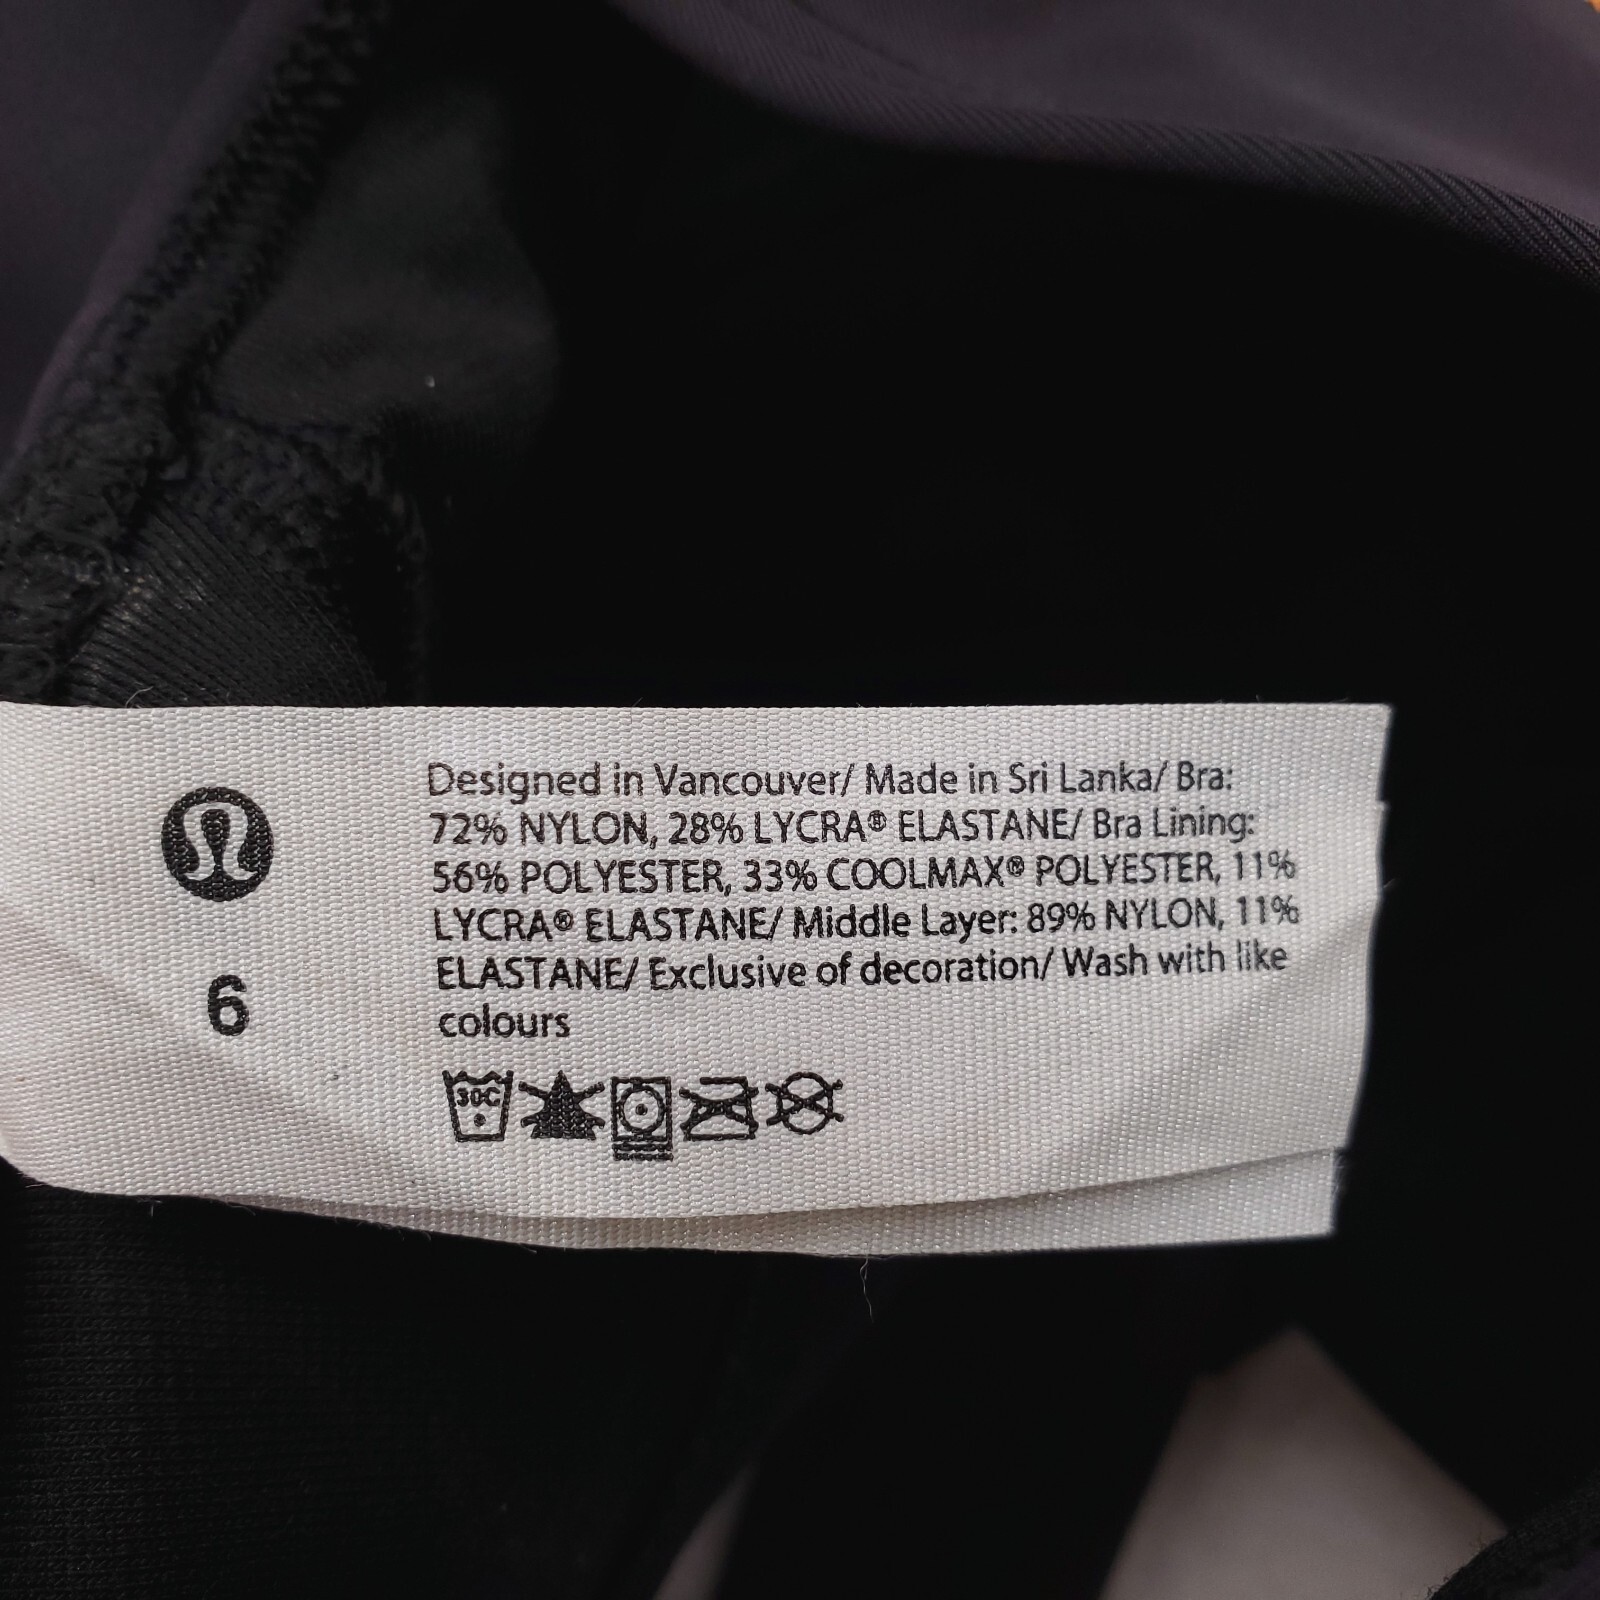 6
Designed in Vancouver/ Made in Sri Lanka/ Bra:
72% NYLON, 28% LYCRA® ELASTANE/ Bra Lining:
56% POLYESTER, 33% COOLMAX® POLYESTER, 11%
LYCRA® ELASTANE/ Middle Layer: 89% NYLON, 11%
ELASTANE/ Exclusive of decoration/ Wash with like
colours
30C